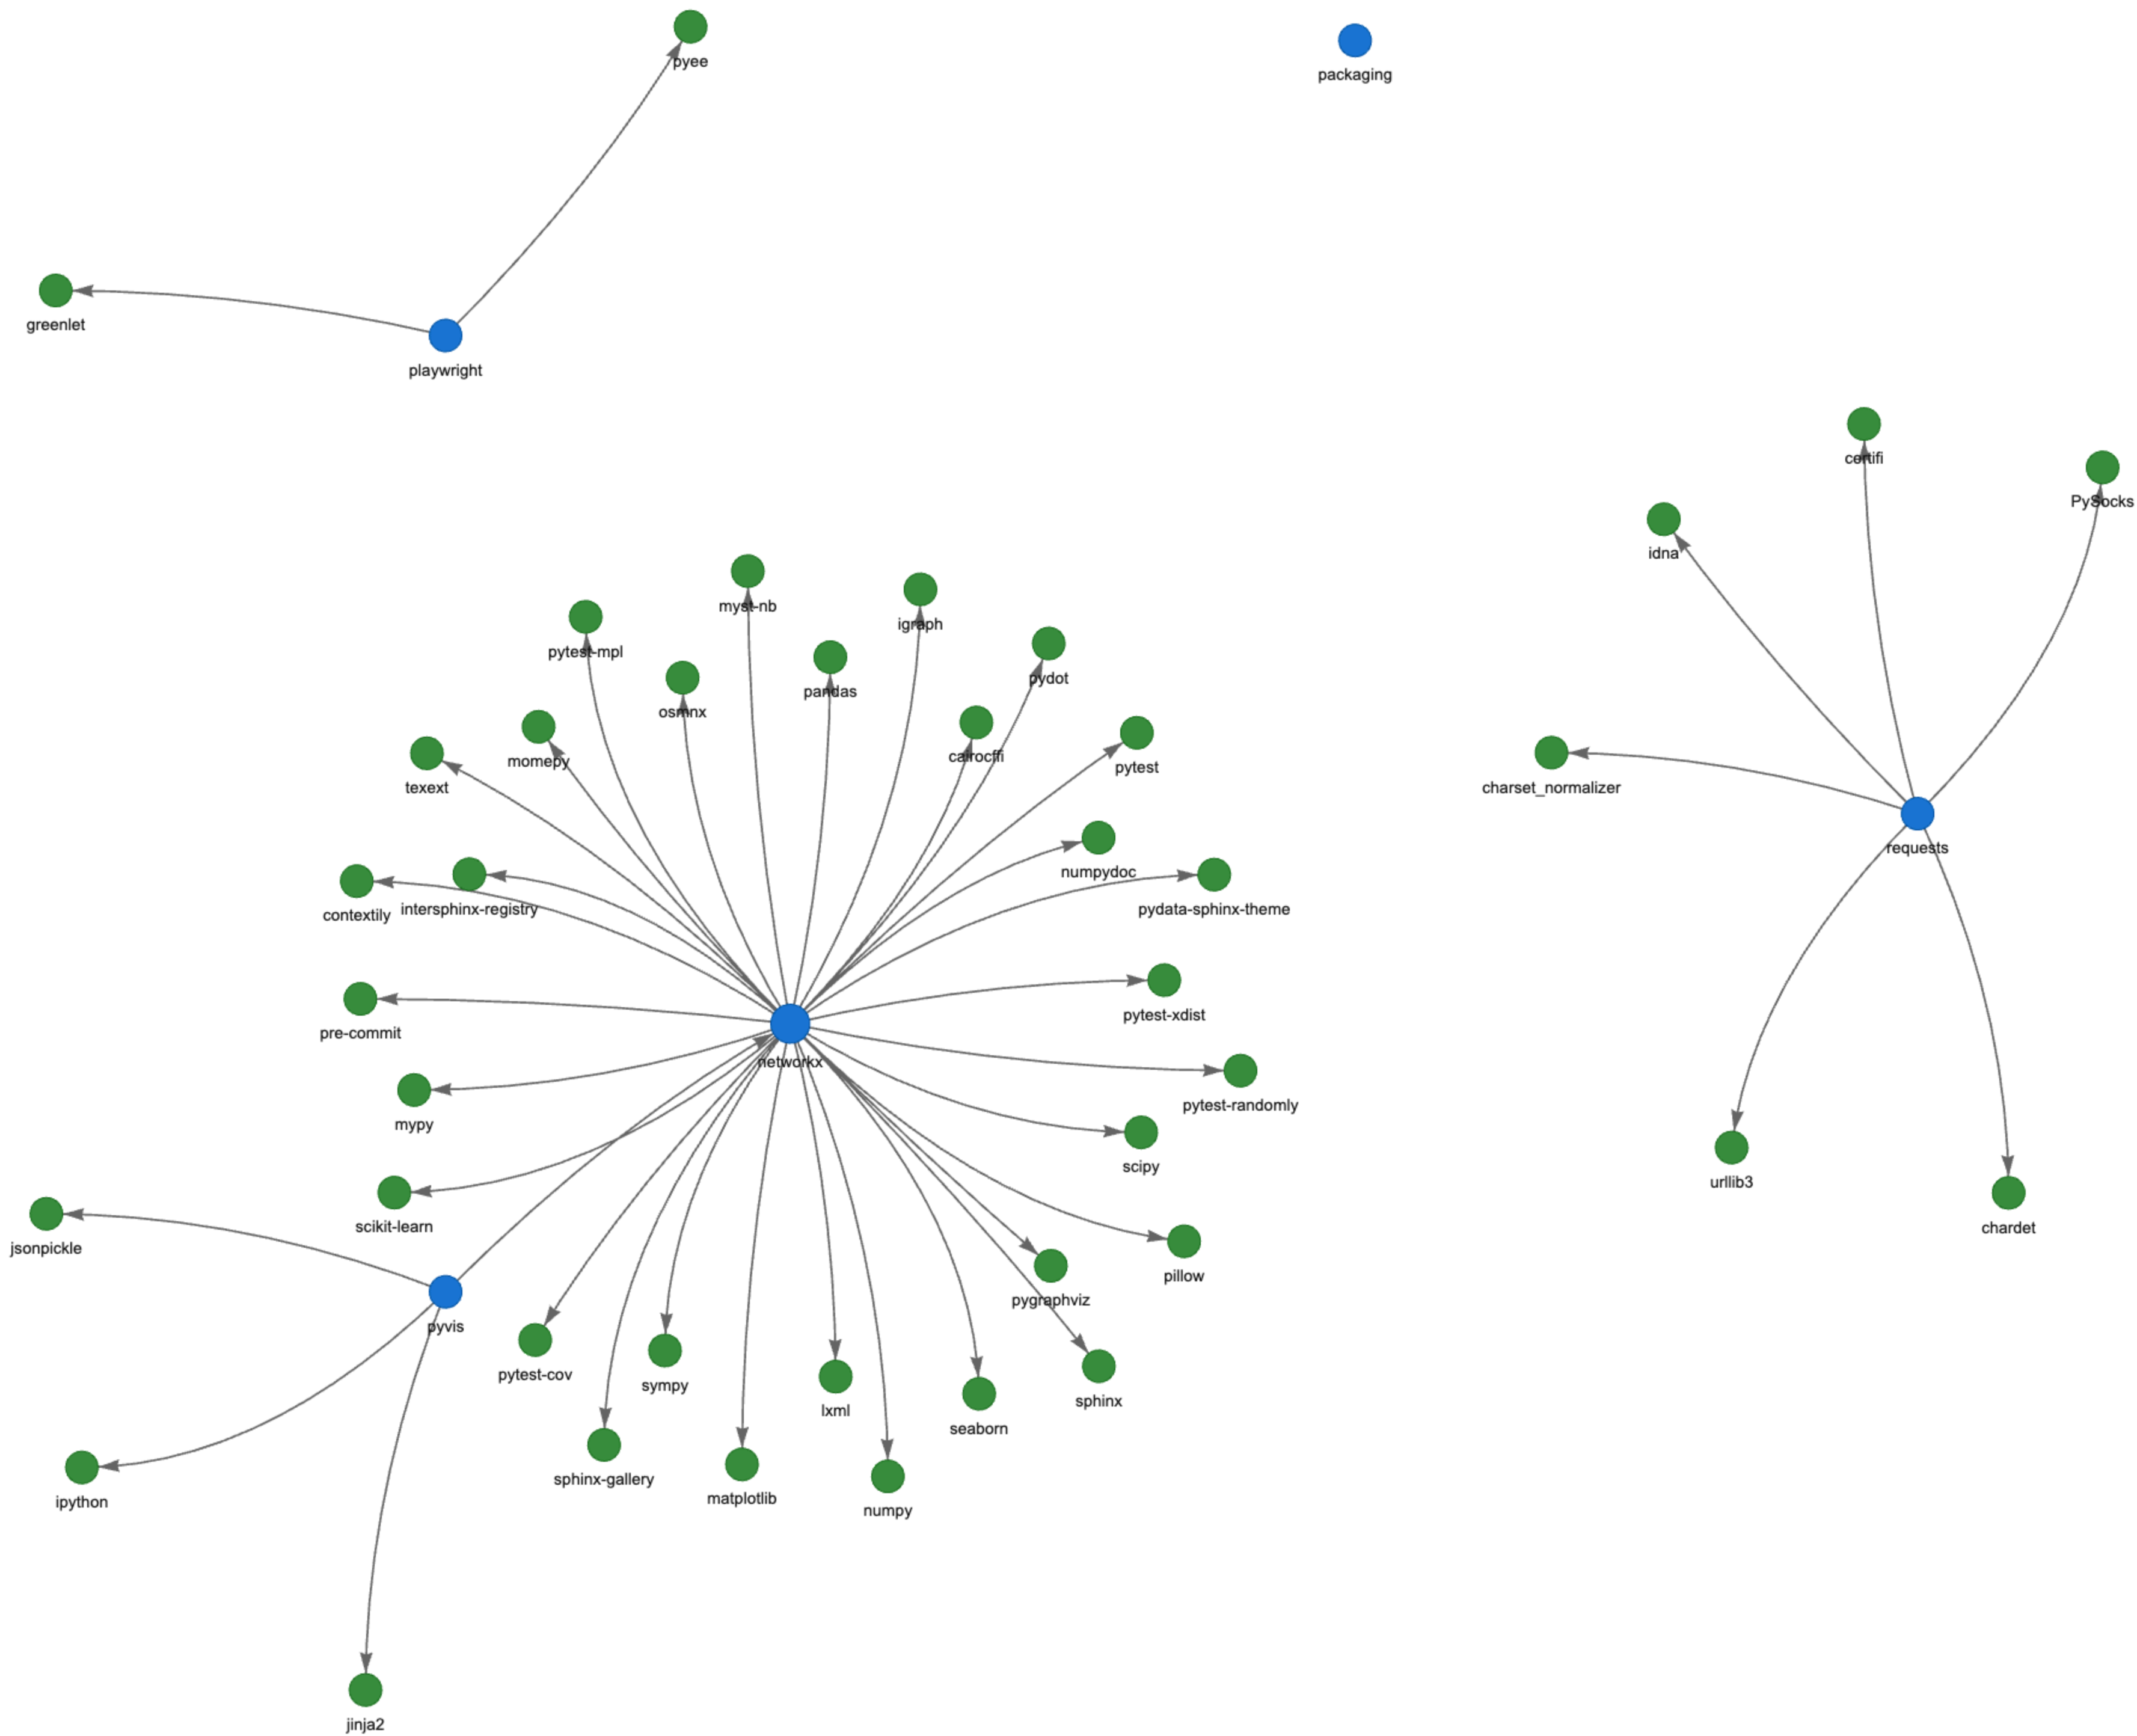 pyee
packaging
greenlet
playwright
certifi
PySocks
idna
myst-nb
igraph
pytest-mpl
pydot
pandas
osmnx
cairocffi
momepy
pytest
texext
charset_normalizer
requests
numpydoc
intersphinx-registry
pydata-sphinx-theme
contextily
pytest-xdist
pre-commit
networkx
pytest-randomly
mypy
scipy
urllib3
scikit-learn
chardet
jsonpickle
pillow
pygraphviz
pyvis
pytest-cov
sympy
sphinx
lxml
seaborn
sphinx-gallery
matplotlib
ipython
numpy
jinja2